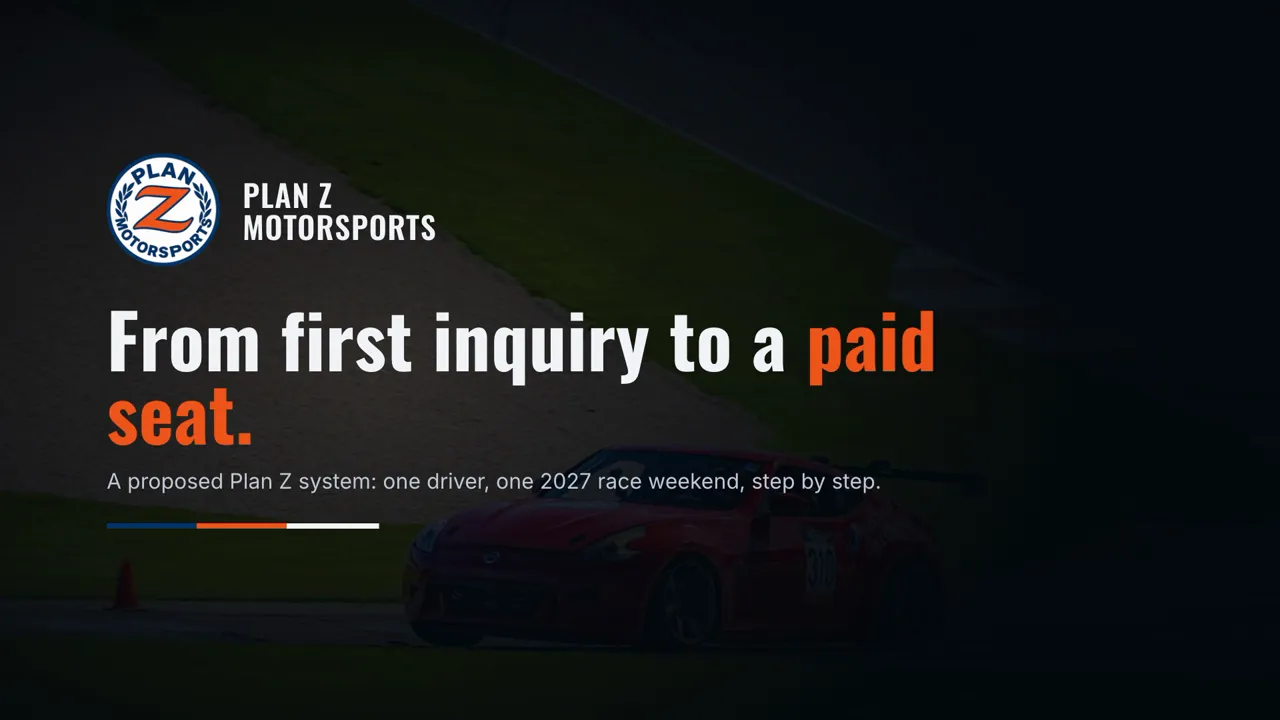 PLAN
Z
MOTORSPORTS
PLAN Z
MOTORSPORTS
From first inquiry to a paid
seat.
A proposed Plan Z system: one driver, one 2027 race weekend, step by step.
310